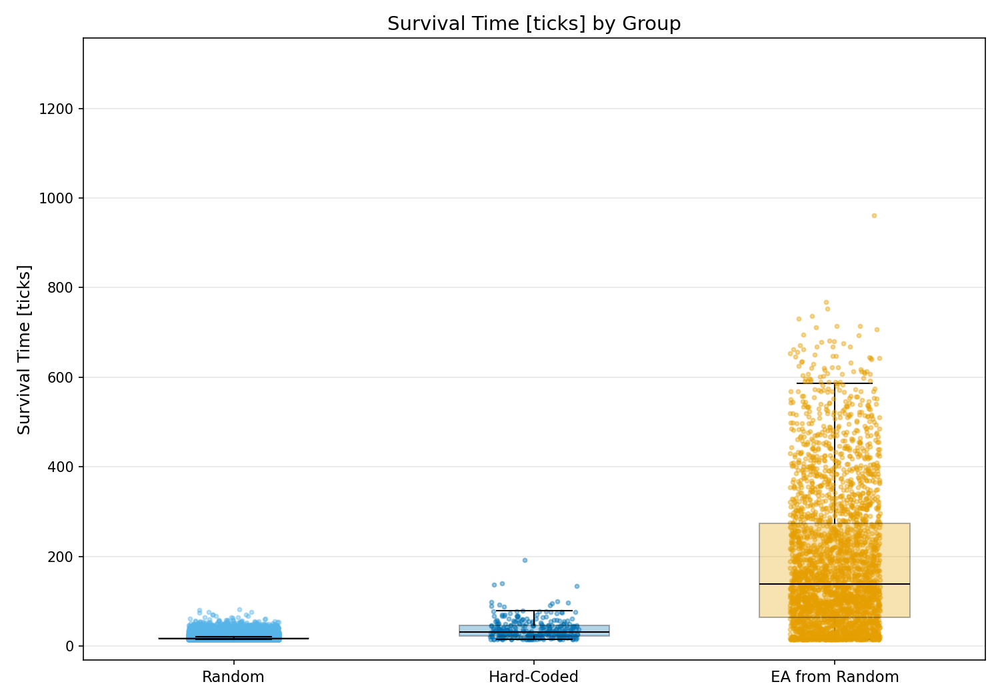 Survival Time [ticks] by Group
Survival Time [ticks]
1200
1000
800
600
400
200
0
Random
Hard-Coded
EA from Random